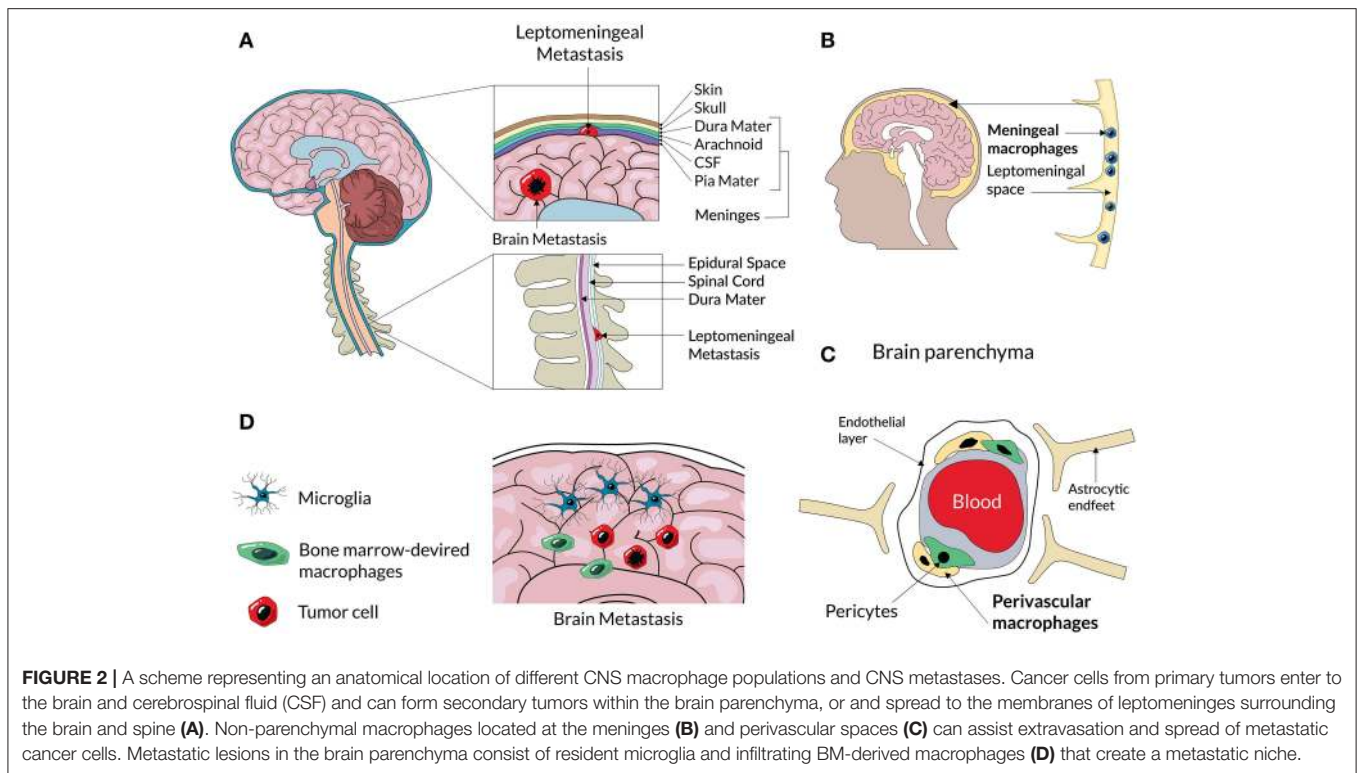 A
Leptomeningeal
Metastasis
Skin
Skull
Dura Mater
Arachnoid
CSF
Pia Mater
Meninges
Brain Metastasis
Epidural Space
Spinal Cord
Dura Mater
Leptomeningeal
Metastasis
B
Meningeal
macrophages
Leptomeningal
space
C Brain parenchyma
Endothelial
layer
Blood
Astrocytic
endfeet
Pericytes
Perivascular
macrophages
D
Microglia
Bone marrow-devired
macrophages
Tumor cell
Brain Metastasis
FIGURE 2 | A scheme representing an anatomical location of different CNS macrophage populations and CNS metastases. Cancer cells from primary tumors enter to
the brain and cerebrospinal fluid (CSF) and can form secondary tumors within the brain parenchyma, or and spread to the membranes of leptomeninges surrounding
the brain and spine (A). Non-parenchymal macrophages located at the meninges (B) and perivascular spaces (C) can assist extravasation and spread of metastatic
cancer cells. Metastatic lesions in the brain parenchyma consist of resident microglia and infiltrating BM-derived macrophages (D) that create a metastatic niche.